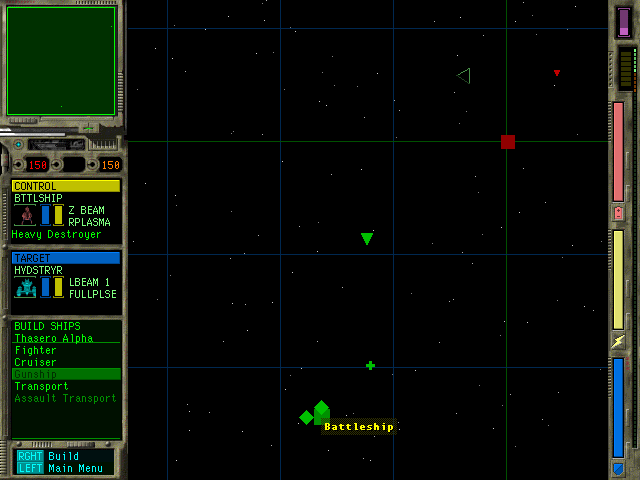 150 150
CONTROL
BTTLSHIP
Z BEAM
RPLASMA
Heavy Destroyer
TARGET
HVDSTRYR
LBEAM 1
FULLPLSE
BUILD SHIPS
Thasero Alpha
Fighter
Cruiser
Gunship
Transport
Assault Transport
RGHT Build
LEFT Main Menu
Battleship